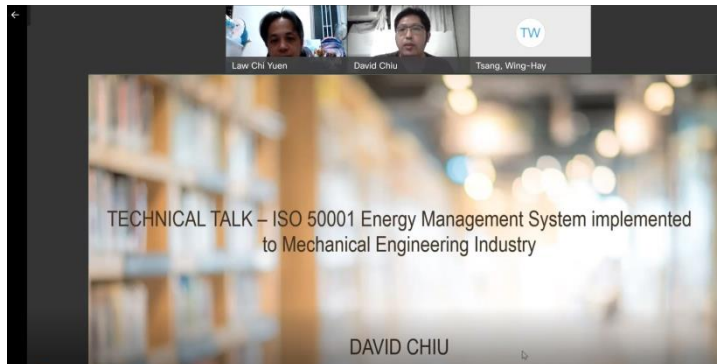 TW
Law Chi Yuen
David Chiu
Tsang, Wing-Hay
TECHNICAL TALK – ISO 50001 Energy Management System implemented
to Mechanical Engineering Industry
DAVID CHIU